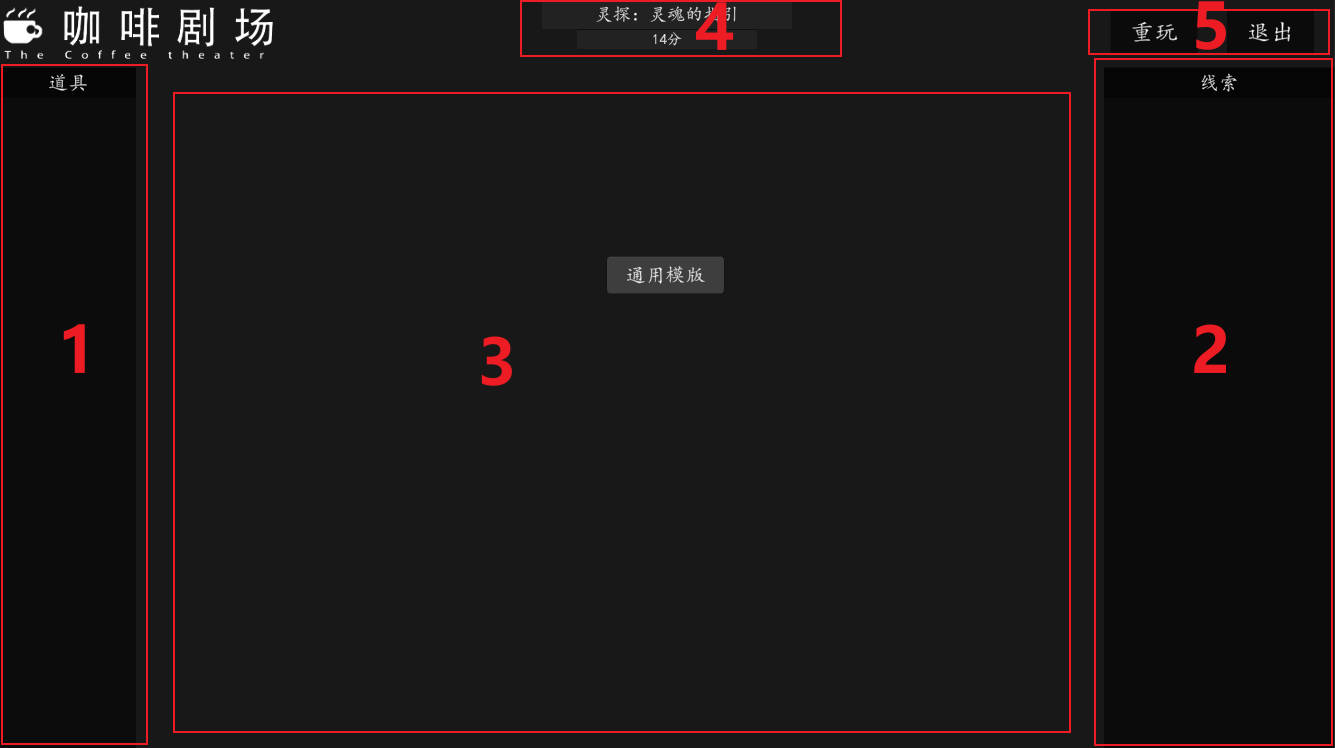 咖啡剧场
The Coffee theater
灵探：灵魂的指引
14分
4
重玩
5
退出
道具
线索
通用模版
1
3
2